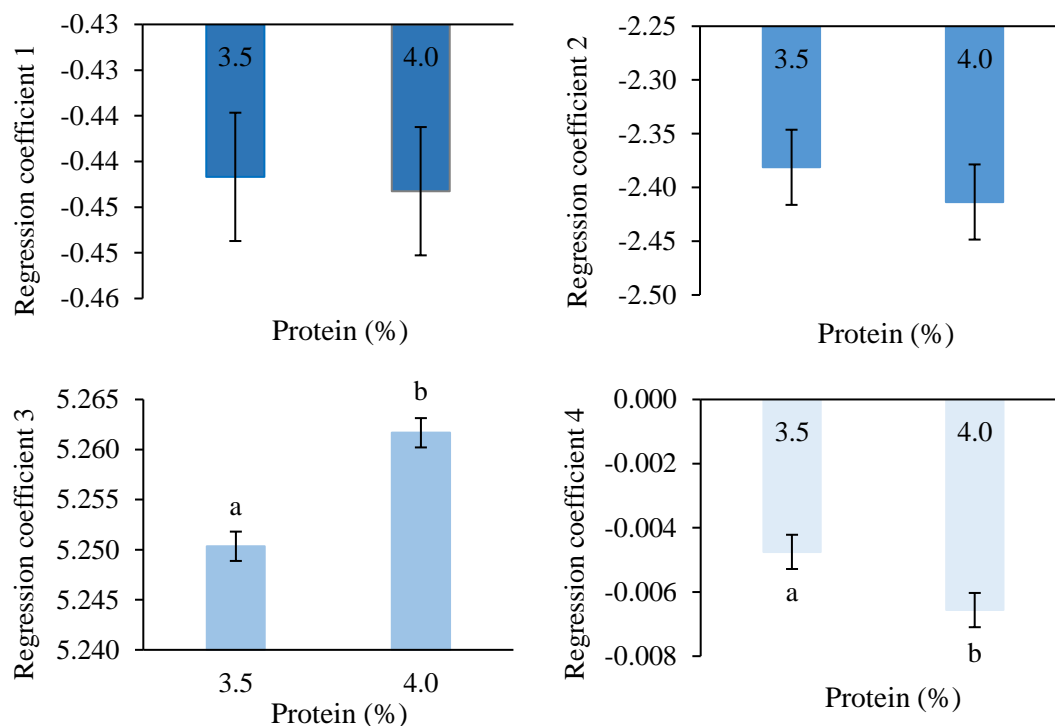 Regression coefficient 1
-0.43
-0.43
-0.44
-0.44
-0.45
-0.45
-0.46
3.5 4.0
Protein (%)
Regression coefficient 2
-2.25
-2.30
-2.35
-2.40
-2.45
-2.50
3.5 4.0
Protein (%)
Regression coefficient 3
5.265
5.260
5.255
5.250
5.245
5.240
a b
3.5 4.0
Protein (%)
Regression coefficient 4
0.000
-0.002
-0.004
-0.006
-0.008
3.5 4.0
a b
Protein (%)